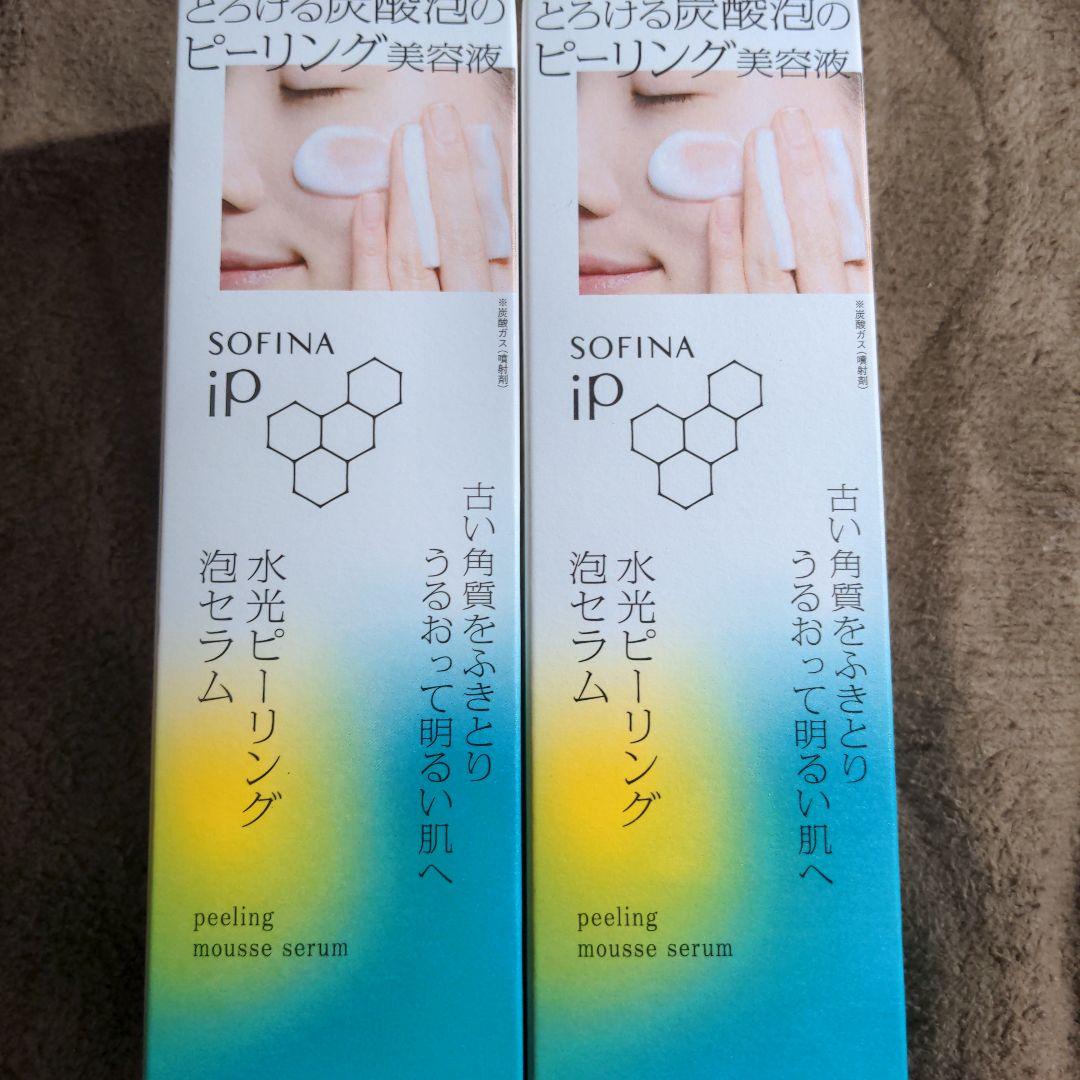 とろける炭酸泡の
ピーリング美容液
※炭酸ガス(噴射剤)
SOFINA
iP
古い角質をふきとり
うるおって明るい肌へ
水光ピーリング
泡セラム
peeling
mousse serum
とろける炭酸泡の
ピーリング美容液
※炭酸ガス(噴射剤)
SOFINA
iP
古い角質をふきとり
うるおって明るい肌へ
水光ピーリング
泡セラム
peeling
mousse serum